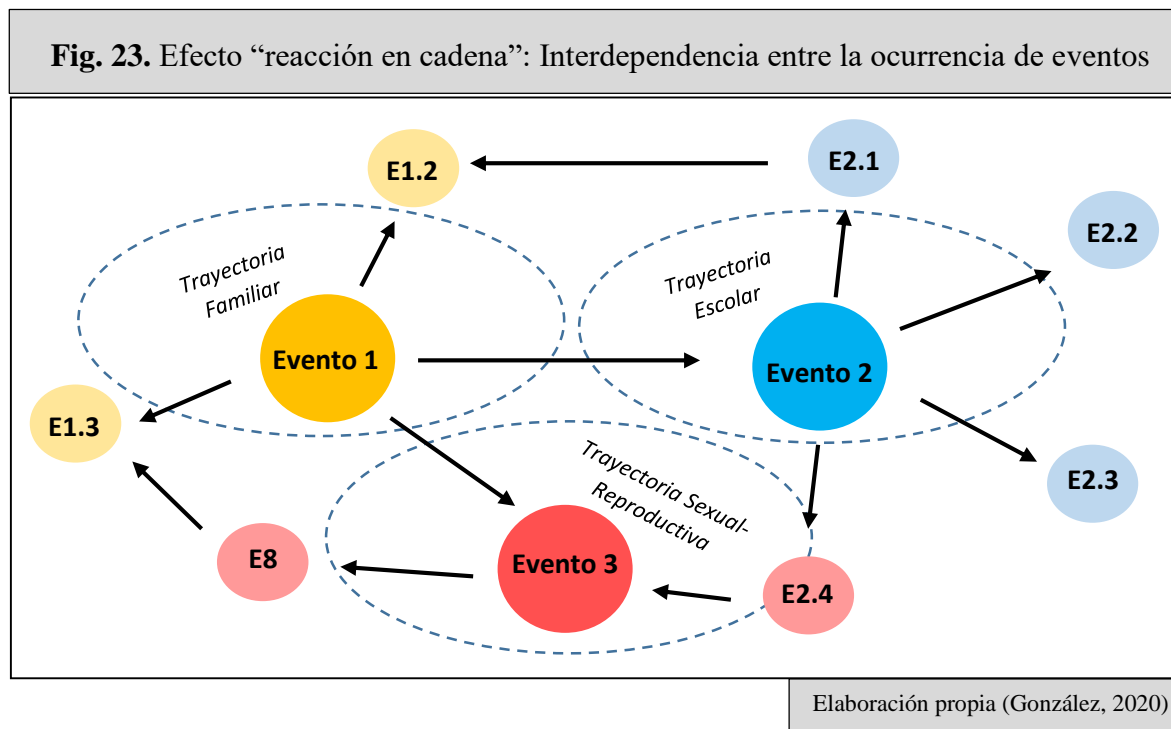 Fig. 23. Efecto “reacción en cadena”: Interdependencia entre la ocurrencia de eventos
E1.2
E2.1
E2.2
Trayectoria
Familiar
Trayectoria
Escolar
Evento 1
Evento 2
E1.3
Trayectoria Sexual-
Reproductiva
E2.3
E8
Evento 3
E2.4
Elaboración propia (González, 2020)